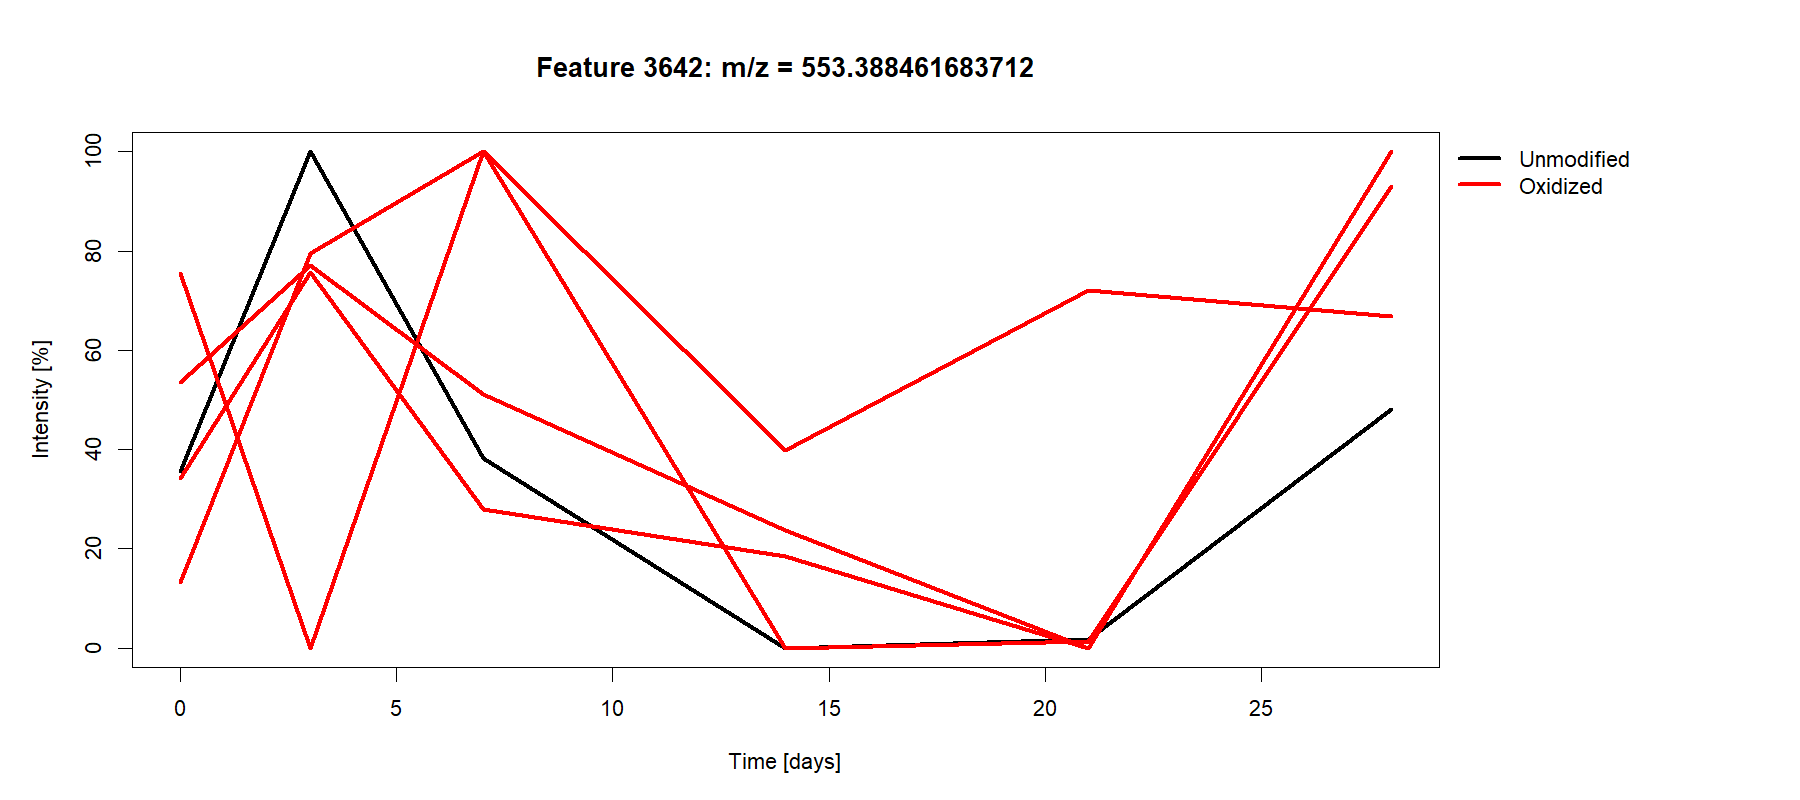 Feature 3642: m/z = 553.388461683712
Unmodified
Oxidized
Intensity [%]
100
80
60
40
20
0
0 5 10 15 20 25
Time [days]